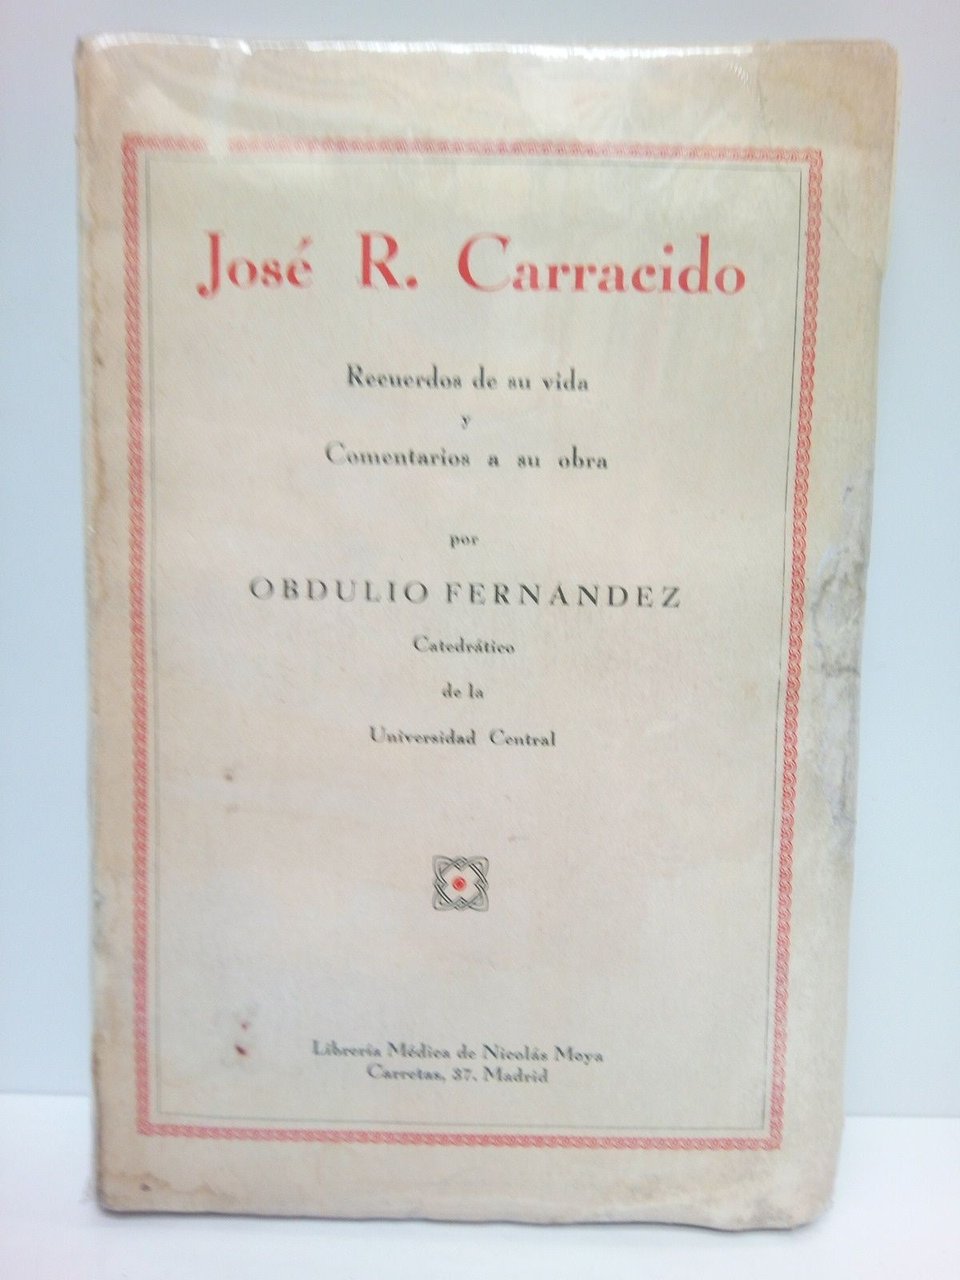 José R. Carracido
Recuerdos de su vida
y
Comentarios a su obra
por
OBDULIO FERNÁNDEZ
Catedrático
de la
Universidad Central
Librería Médica de Nicolás Moya
Carretas, 37. Madrid